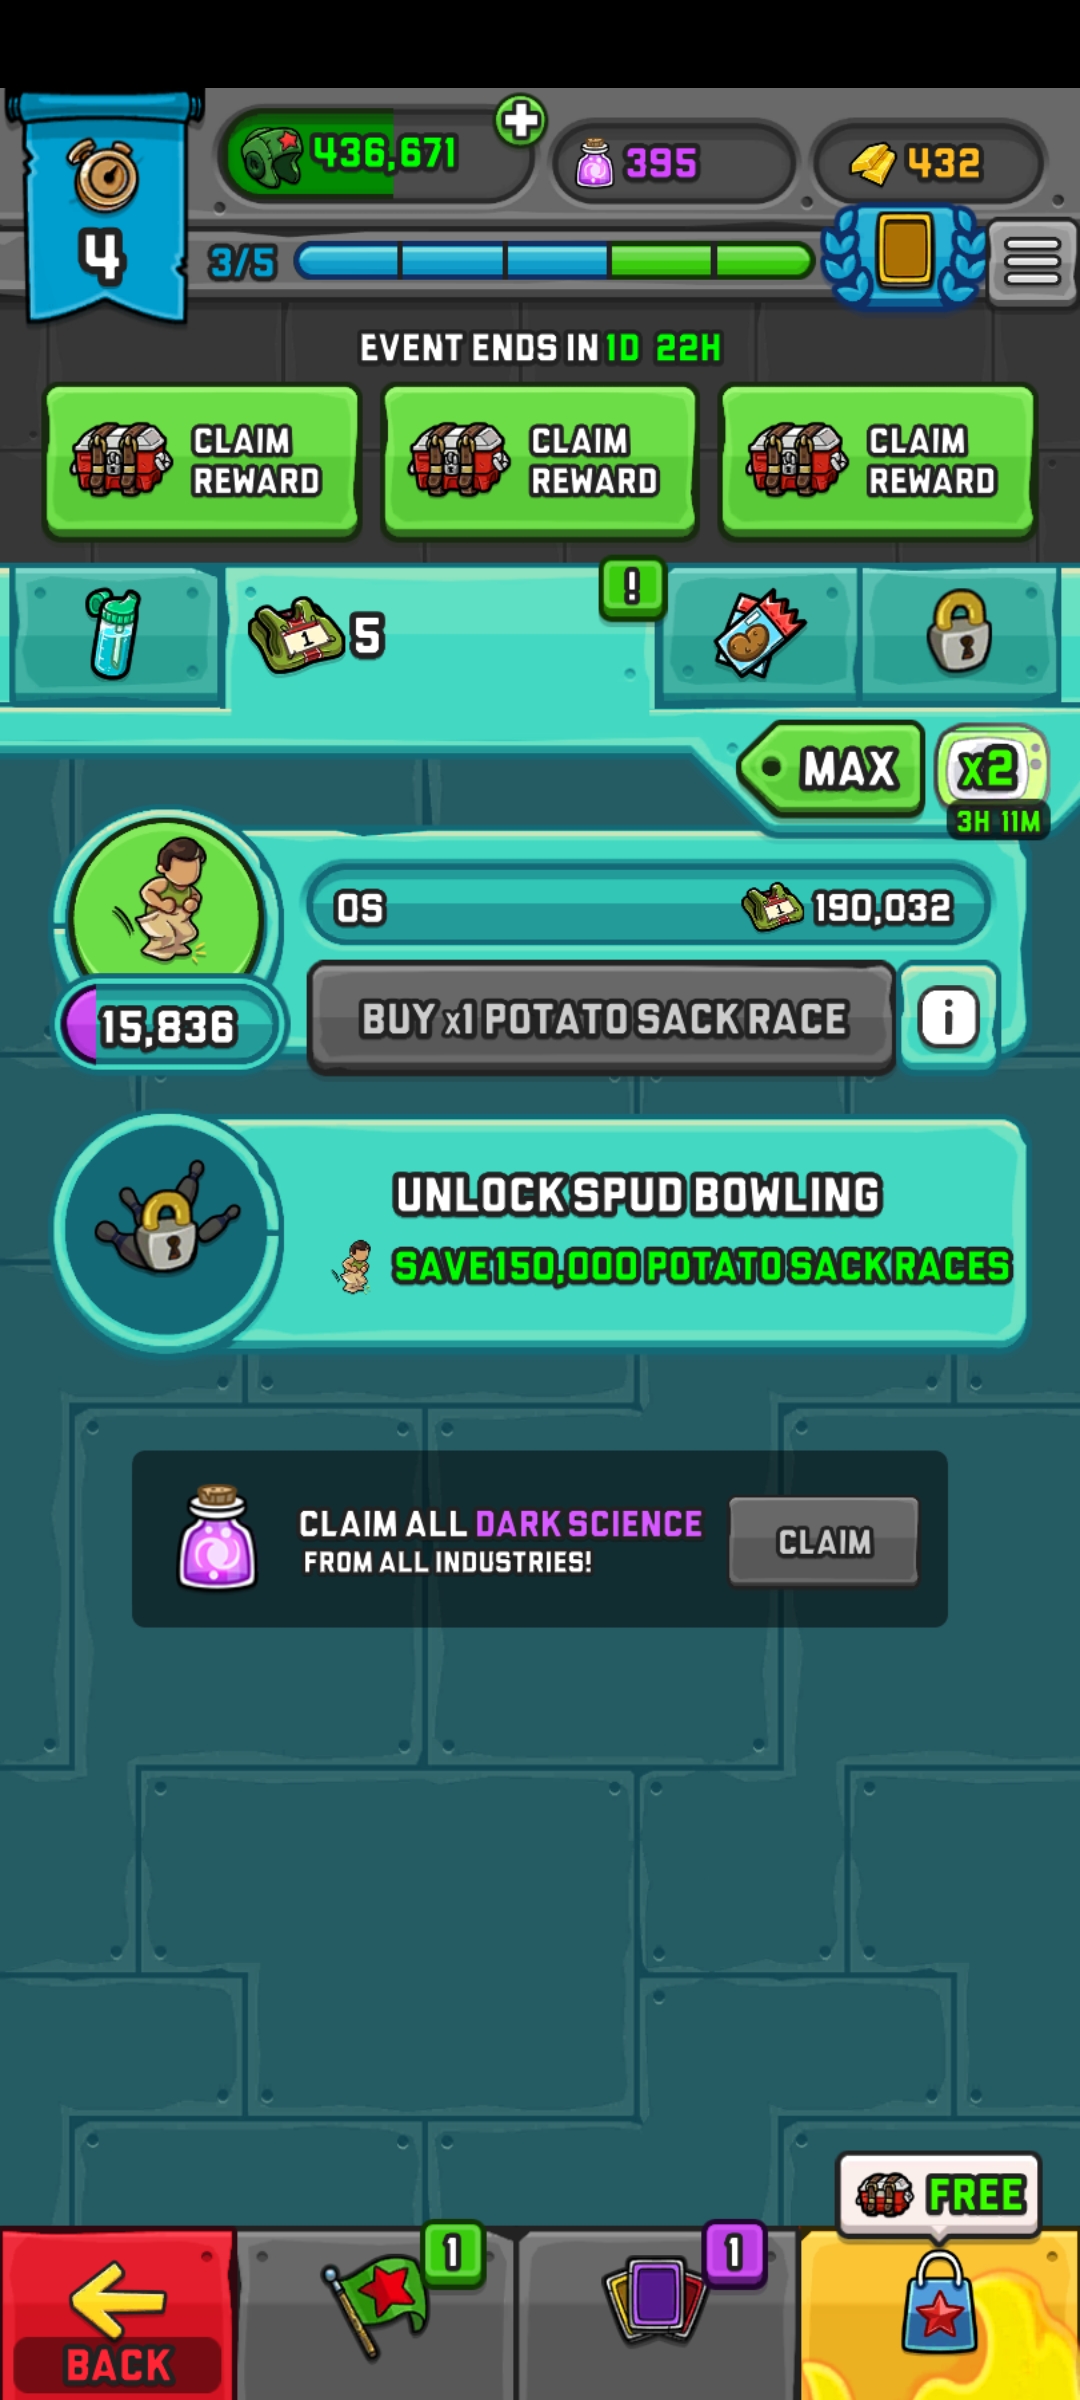 436,671
395
432
4
3/5
EVENT ENDS IN 1D 22H
CLAIM REWARD
CLAIM REWARD
CLAIM REWARD
1
5
!
MAX
x2
3H 11M
0S
1
190,032
15,836
BUY x1 POTATO SACK RACE
i
UNLOCK SPUD BOWLING
SAVE 150,000 POTATO SACK RACES
CLAIM ALL DARK SCIENCE
FROM ALL INDUSTRIES!
CLAIM
FREE
1
1
BACK